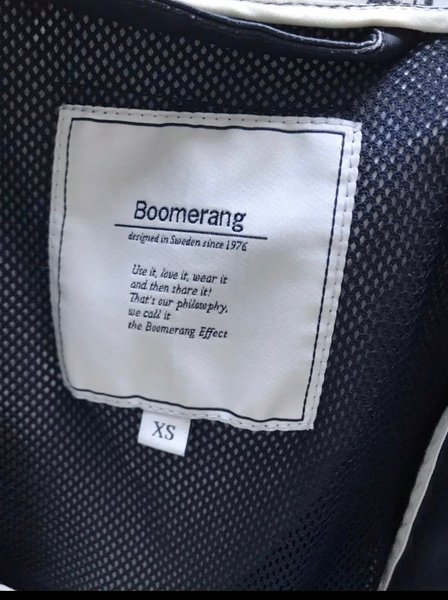 Boomerang
designed in Sweden since 1976
Use it, love it, wear it
and then share it!
That's our philosophy,
we call it
the Boomerang Effect
XS